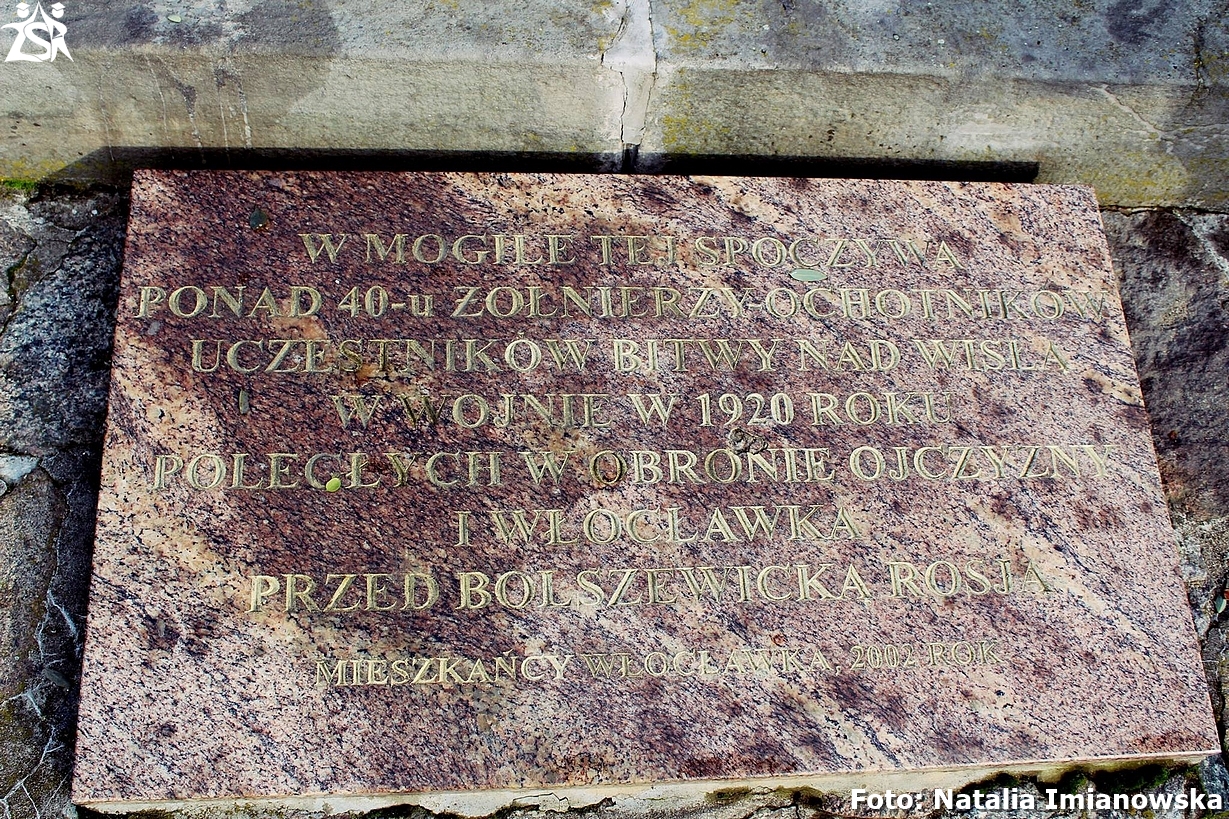 ZSA
W MOGILE TEJ SPOCZYWA
PONAD 40-u ŻOŁNIERZY-OCHOTNIKÓW
UCZESTNIKÓW BITWY NAD WISŁĄ
W WOJNIE W 1920 ROKU
POLEGŁYCH W OBRONIE OJCZYZNY
I WŁOCŁAWKA
PRZED BOLSZEWICKĄ ROSJĄ
MIESZKAŃCY WŁOCŁAWKA, 2002 ROK
Foto: Natalia Imianowska